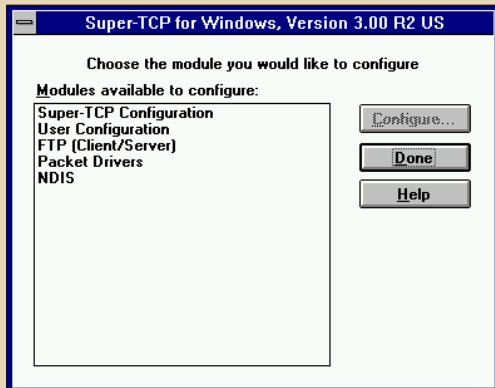 Super-TCP for Windows, Version 3.00 R2 US
Choose the module you would like to configure
Modules available to configure:
Super-TCP Configuration
User Configuration
FTP (Client/Server)
Packet Drivers
NDIS
Configure...
Done
Help